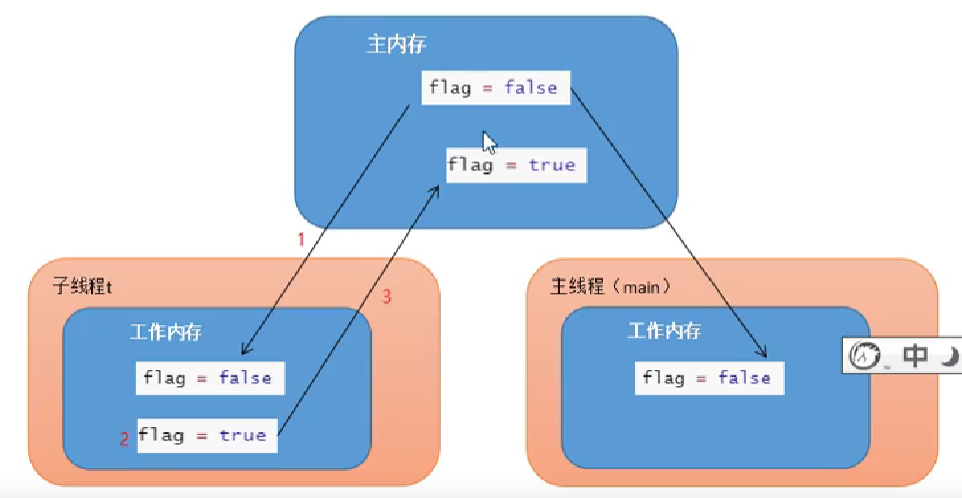 主内存
flag = false
flag = true
1
3
子线程t
工作内存
flag = false
2 flag = true
主线程（main）
工作内存
flag = false
中